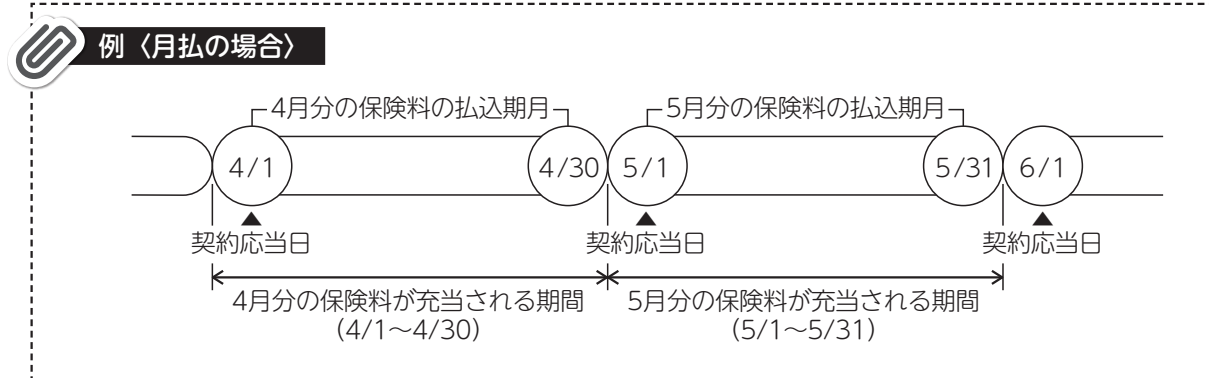 例〈月払の場合〉
4月分の保険料の払込期月
5月分の保険料の払込期月
4/1
4/30
5/1
5/31
6/1
契約応当日
契約応当日
契約応当日
4月分の保険料が充当される期間
(4/1～4/30)
5月分の保険料が充当される期間
(5/1～5/31)